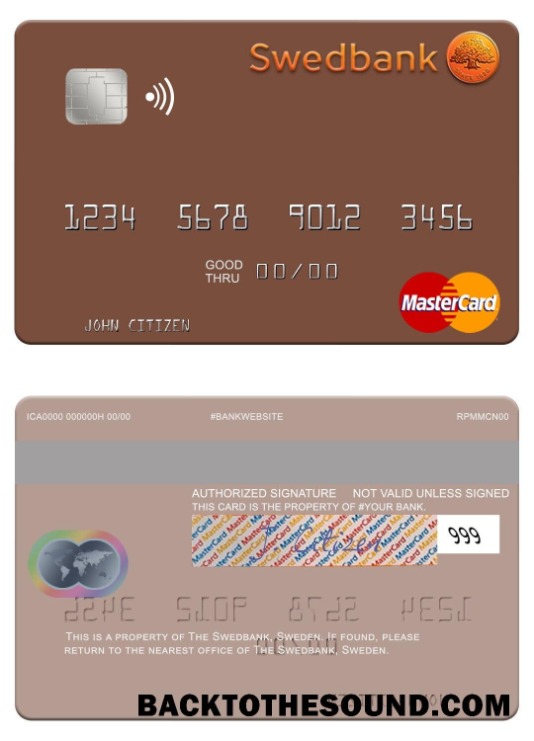 Swedbank
1234 5678 9012 3456
GOOD THRU 00/00
JOHN CITIZEN
MasterCard
ICA0000 000000H 00/00 #BANKWEBSITE RPMMCN00
AUTHORIZED SIGNATURE NOT VALID UNLESS SIGNED
THIS CARD IS THE PROPERTY OF #YOUR BANK.
999
THIS IS A PROPERTY OF THE SWEDBANK, SWEDEN. IF FOUND, PLEASE
RETURN TO THE NEAREST OFFICE OF THE SWEDBANK, SWEDEN.
BACKTOTHESOUND.COM